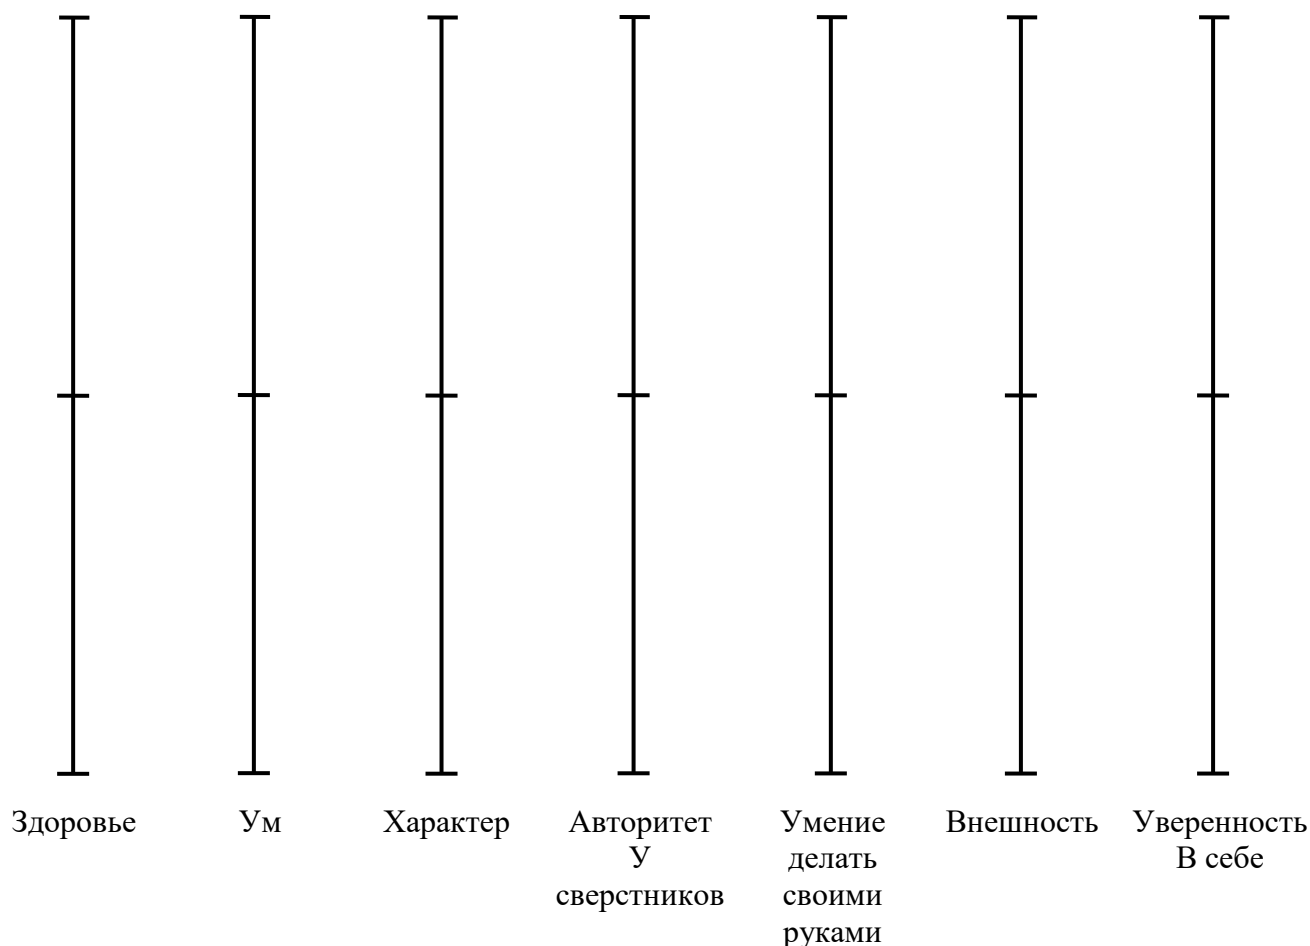 Здоровье
Ум
Характер
Авторитет
У
сверстников
Умение
делать
своими
руками
Внешность
Уверенность
В себе